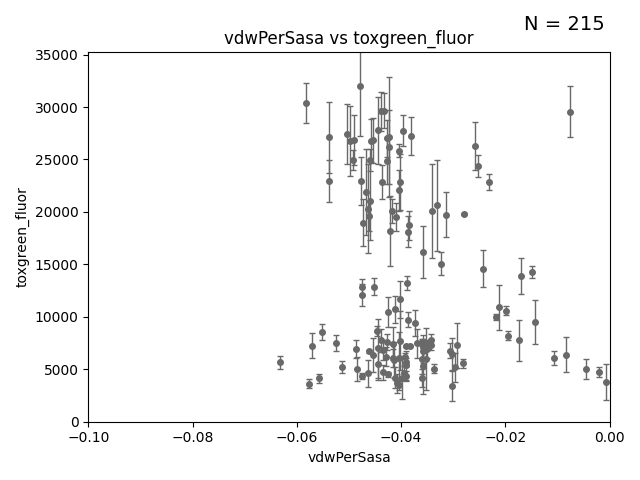 N = 215
vdwPerSasa vs toxgreen_fluor
35000
30000
25000
20000
15000
10000
5000
0
toxgreen_fluor
−0.10 −0.08 −0.06 −0.04 −0.02 0.00
vdwPerSasa